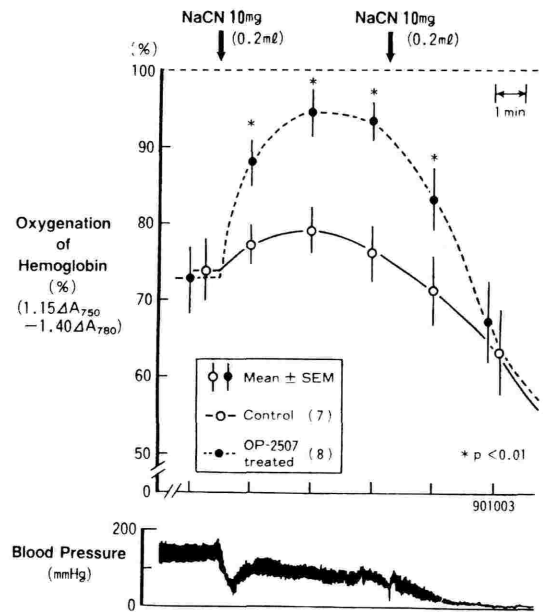 NaCN 10mg
(0.2mℓ)
NaCN 10mg
(0.2mℓ)
(%)
100
90
80
70
60
50
0
1 min
Oxygenation
of
Hemoglobin
(%)
(1.15ΔA750
−1.40ΔA780)
*
*
*
*
Mean ± SEM
Control (7)
OP-2507 (8)
treated
* p <0.01
901003
200
0
Blood Pressure
(mmHg)